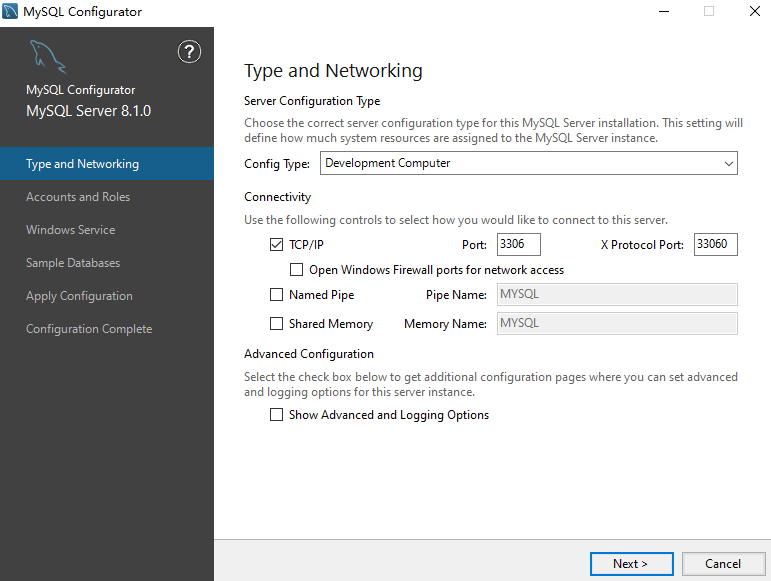 MySQL Configurator
?
MySQL Configurator
MySQL Server 8.1.0
Type and Networking
Accounts and Roles
Windows Service
Sample Databases
Apply Configuration
Configuration Complete
Type and Networking
Server Configuration Type
Choose the correct server configuration type for this MySQL Server installation. This setting will
define how much system resources are assigned to the MySQL Server instance.
Config Type: Development Computer
Connectivity
Use the following controls to select how you would like to connect to this server.
TCP/IP Port: 3306 X Protocol Port: 33060
Open Windows Firewall ports for network access
Named Pipe Pipe Name: MYSQL
Shared Memory Memory Name: MYSQL
Advanced Configuration
Select the check box below to get additional configuration pages where you can set advanced
and logging options for this server instance.
Show Advanced and Logging Options
Next > Cancel